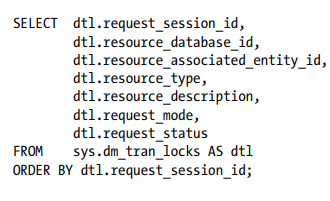 SELECT dtl.request_session_id,
dtl.resource_database_id,
dtl.resource_associated_entity_id,
dtl.resource_type,
dtl.resource_description,
dtl.request_mode,
dtl.request_status
FROM sys.dm_tran_locks AS dtl
ORDER BY dtl.request_session_id;